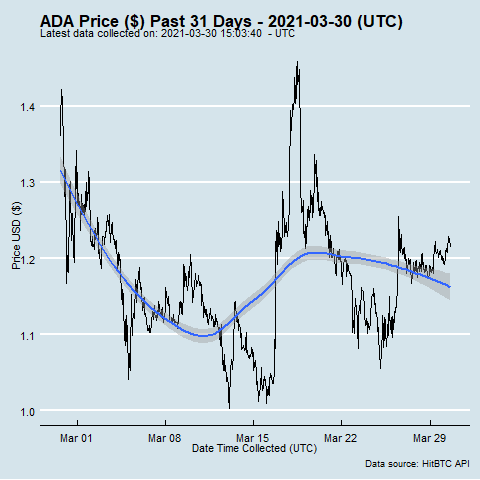 ADA Price ($) Past 31 Days - 2021-03-30 (UTC)
Latest data collected on: 2021-03-30 15:03:40  - UTC
1.4
1.3
1.2
1.1
1.0
Price USD ($)
Mar 01 Mar 08 Mar 15 Mar 22 Mar 29
Date Time Collected (UTC)
Data source: HitBTC API